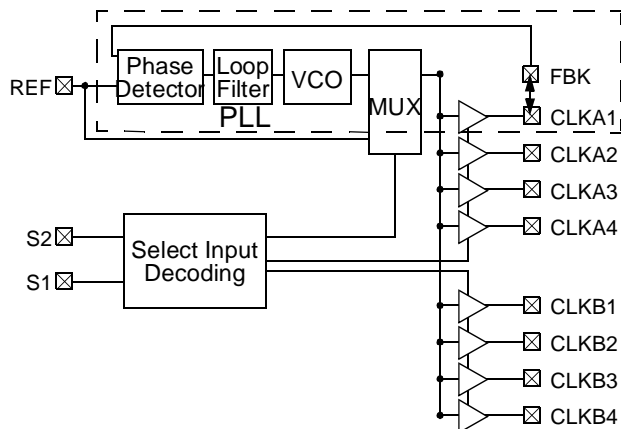 REF
Phase
Detector
Loop
Filter
VCO
MUX
PLL
FBK
CLKA1
CLKA2
CLKA3
CLKA4
S2
S1
Select Input
Decoding
CLKB1
CLKB2
CLKB3
CLKB4